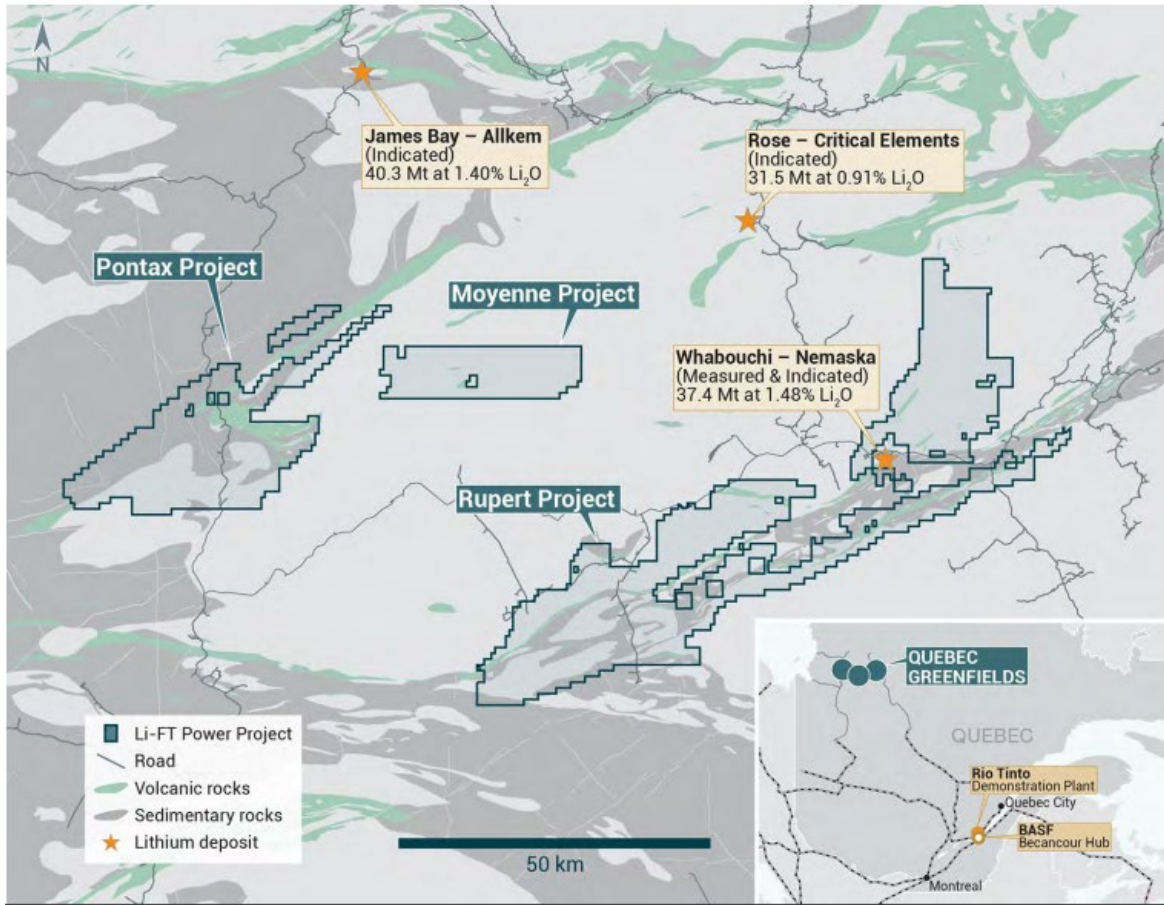 N
James Bay – Allkem
(Indicated)
40.3 Mt at 1.40% Li₂O
Rose – Critical Elements
(Indicated)
31.5 Mt at 0.91% Li₂O
Pontax Project
Moyenne Project
Whabouchi – Nemaska
(Measured & Indicated)
37.4 Mt at 1.48% Li₂O
Rupert Project
Li-FT Power Project
Road
Volcanic rocks
Sedimentary rocks
Lithium deposit
50 km
QUEBEC
GREENFIELDS
QUEBEC
Rio Tinto
Demonstration Plant
Quebec City
BASF
Becancour Hub
Montreal